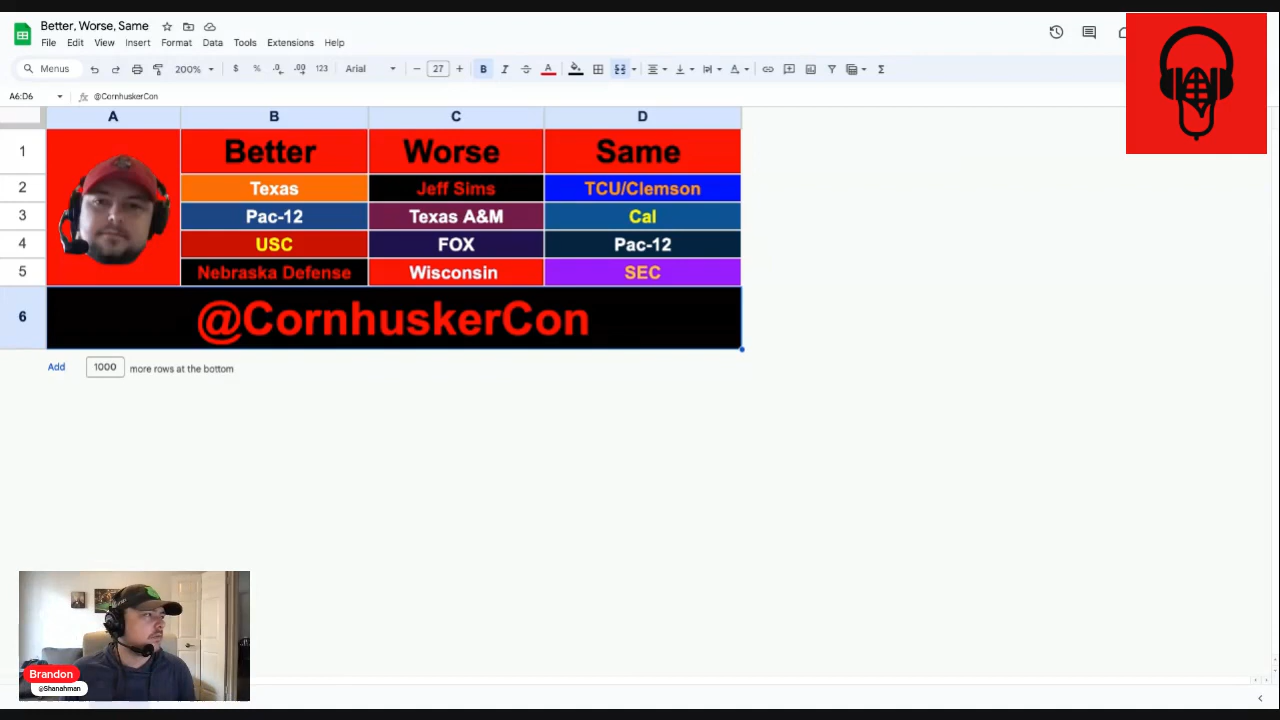 Better, Worse, Same
File Edit View Insert Format Data Tools Extensions Help
Menus 200% $ % .0 .00 123 Arial - 27 + B I A Σ
A6:D6 fx @CornhuskerCon
A B C D
1 Better Worse Same
2 Texas Jeff Sims TCU/Clemson
3 Pac-12 Texas A&M Cal
4 USC FOX Pac-12
5 Nebraska Defense Wisconsin SEC
6 @CornhuskerCon
Add 1000 more rows at the bottom
Brandon
@Shanahman